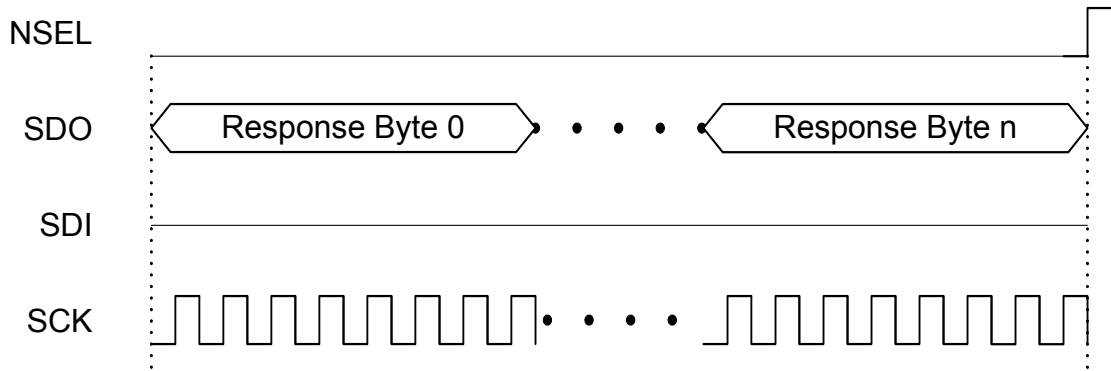 NSEL
SDO Response Byte 0 Response Byte n
SDI
SCK